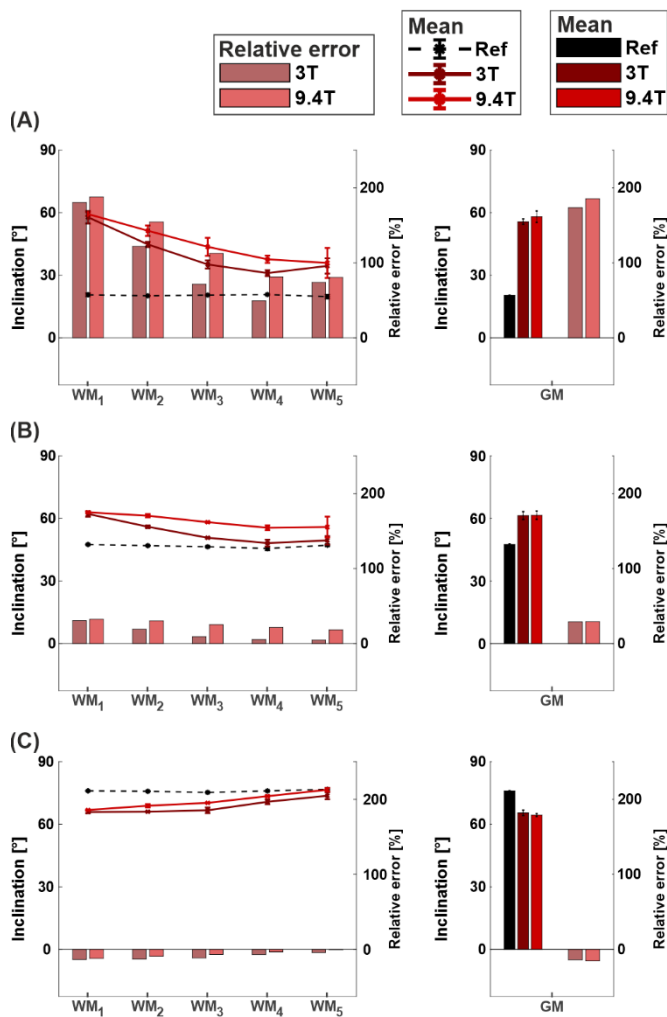 Relative error
3T
9.4T
Mean
Ref
3T
9.4T
Mean
Ref
3T
9.4T
(A)
90
60
30
0
Inclination [°]
200
100
0
Relative error [%]
WM1
WM2
WM3
WM4
WM5
90
60
30
0
Inclination [°]
200
100
0
Relative error [%]
GM
(B)
90
60
30
0
Inclination [°]
200
100
0
Relative error [%]
WM1
WM2
WM3
WM4
WM5
90
60
30
0
Inclination [°]
200
100
0
Relative error [%]
GM
(C)
90
60
30
0
Inclination [°]
200
100
0
Relative error [%]
WM1
WM2
WM3
WM4
WM5
90
60
30
0
Inclination [°]
200
100
0
Relative error [%]
GM